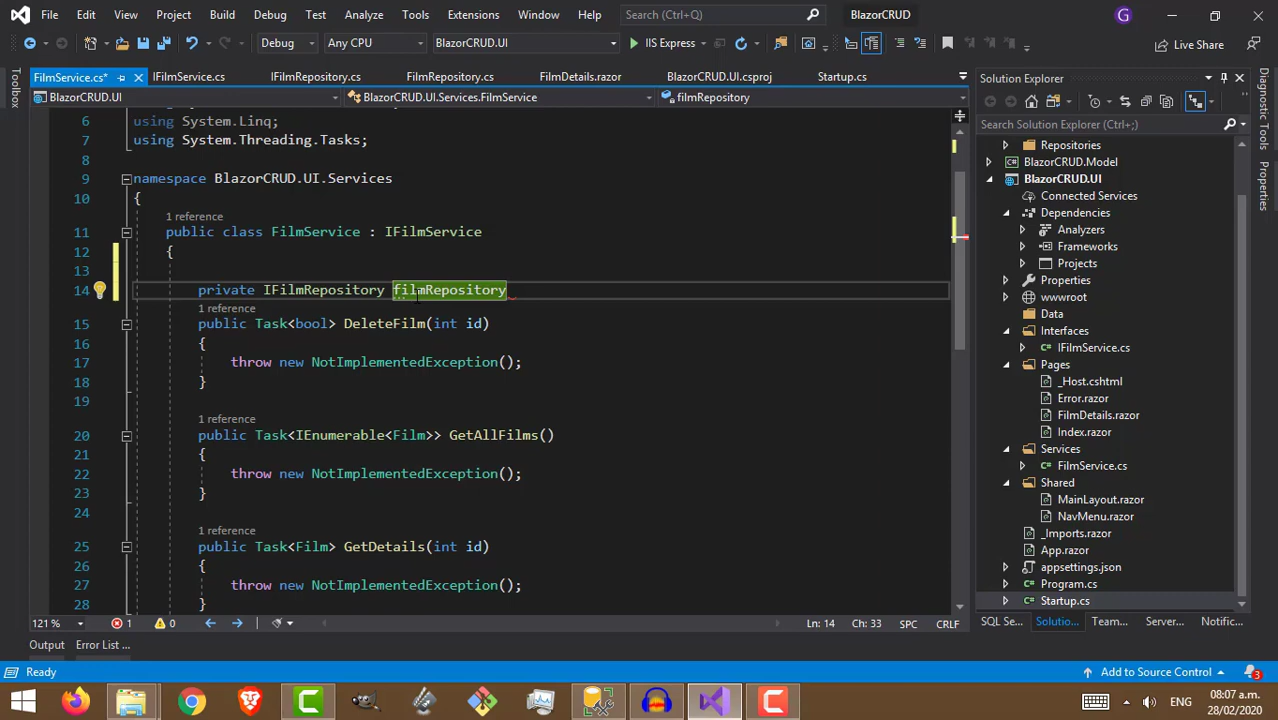 File Edit View Project Build Debug Test Analyze Tools Extensions Window Help Search (Ctrl+Q) BlazorCRUD G
Debug Any CPU BlazorCRUD.UI IIS Express Live Share
FilmService.cs* IFilmService.cs IFilmRepository.cs FilmRepository.cs FilmDetails.razor BlazorCRUD.UI.csproj Startup.cs
BlazorCRUD.UI BlazorCRUD.UI.Services.FilmService filmRepository
Toolbox
6 using System.Linq;
7 using System.Threading.Tasks;
8
9 namespace BlazorCRUD.UI.Services
10 {
1 reference
11 public class FilmService : IFilmService
12 {
13
14 private IFilmRepository filmRepository
1 reference
15 public Task<bool> DeleteFilm(int id)
16 {
17 throw new NotImplementedException();
18 }
19
1 reference
20 public Task<IEnumerable<Film>> GetAllFilms()
21 {
22 throw new NotImplementedException();
23 }
24
1 reference
25 public Task<Film> GetDetails(int id)
26 {
27 throw new NotImplementedException();
28 }
121 % 1 0 Ln: 14 Ch: 33 SPC CRLF
Output Error List ...
Solution Explorer
Search Solution Explorer (Ctrl+;)
Repositories
BlazorCRUD.Model
BlazorCRUD.UI
Connected Services
Dependencies
Analyzers
Frameworks
Projects
Properties
wwwroot
Data
Interfaces
IFilmService.cs
Pages
_Host.cshtml
Error.razor
FilmDetails.razor
Index.razor
Services
FilmService.cs
Shared
MainLayout.razor
NavMenu.razor
_Imports.razor
App.razor
appsettings.json
Program.cs
Startup.cs
SQL Se... Solutio... Team... Server... Notific...
Diagnostic Tools
Properties
Ready Add to Source Control 3
ENG 08:07 a.m.
28/02/2020